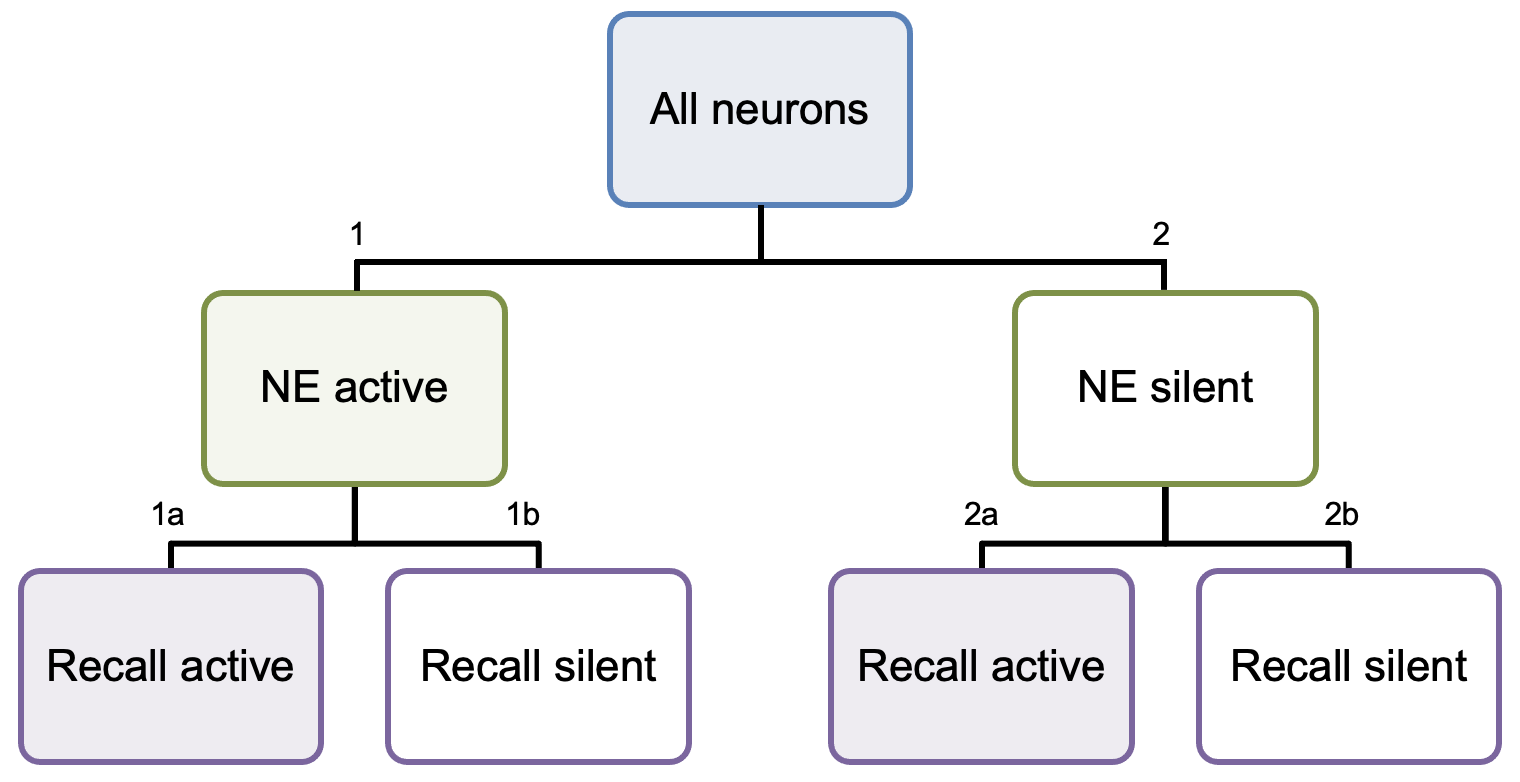 All neurons
1
2
NE active
NE silent
1a
1b
2a
2b
Recall active
Recall silent
Recall active
Recall silent